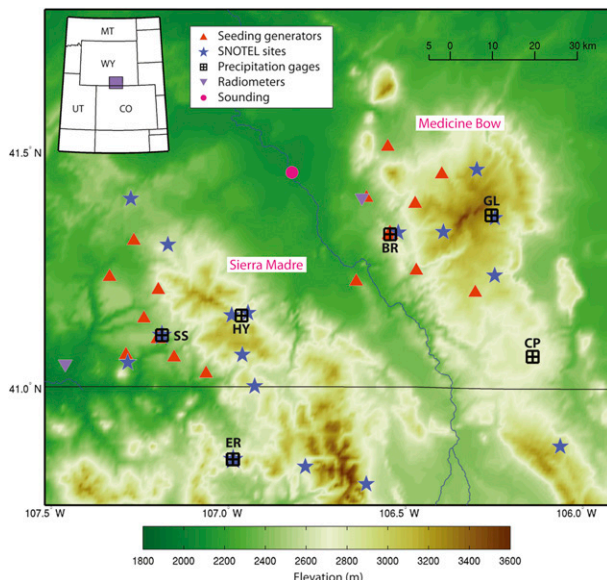 MT
WY
UT
CO
Seeding generators
SNOTEL sites
Precipitation gages
Radiometers
Sounding
5 0 10 20 30 km
Medicine Bow
41.5° N
GL
BR
Sierra Madre
HY
SS
CP
41.0° N
ER
107.5° W 107.0° W 106.5° W 106.0° W
1800 2000 2200 2400 2600 2800 3000 3200 3400 3600
Elevation (m)